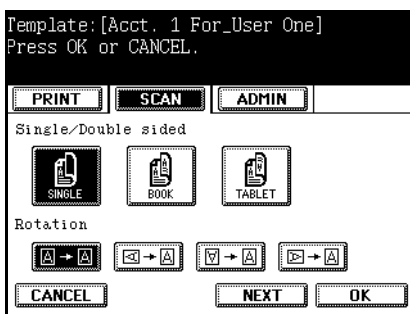 Template:[Acct. 1 For_User One]
Press OK or CANCEL.
PRINT SCAN ADMIN
Single/Double sided
SINGLE BOOK TABLET
Rotation
A → A A → A A → A A → A
CANCEL NEXT OK